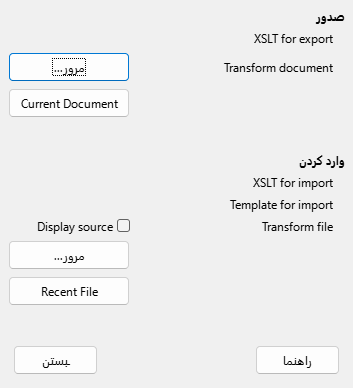 صدور
XSLT for export
Transform document
مرور...
Current Document
وارد کردن
XSLT for import
Template for import
Transform file
Display source
مرور...
Recent File
راهنما
بستن